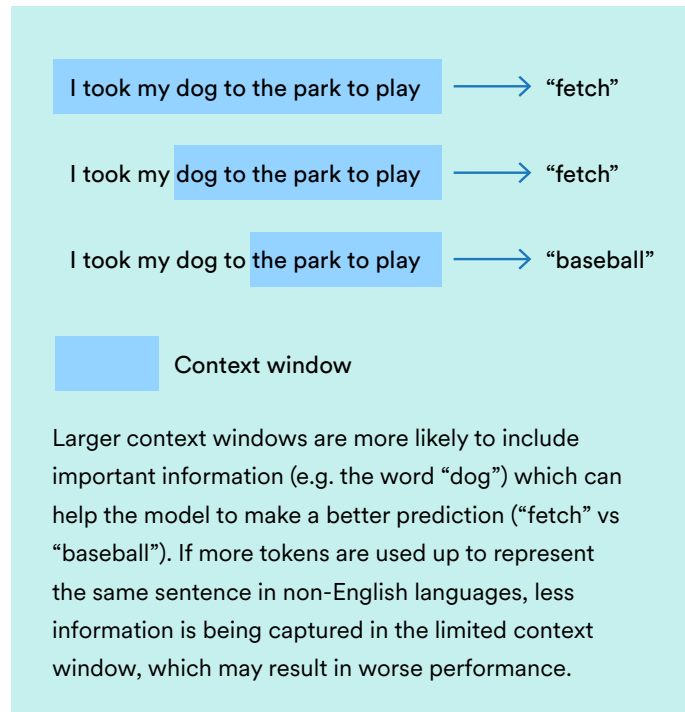 I took my dog to the park to play “fetch”
I took my dog to the park to play “fetch”
I took my dog to the park to play “baseball”
Context window
Larger context windows are more likely to include
important information (e.g. the word “dog”) which can
help the model to make a better prediction (“fetch” vs
“baseball”). If more tokens are used up to represent
the same sentence in non-English languages, less
information is being captured in the limited context
window, which may result in worse performance.